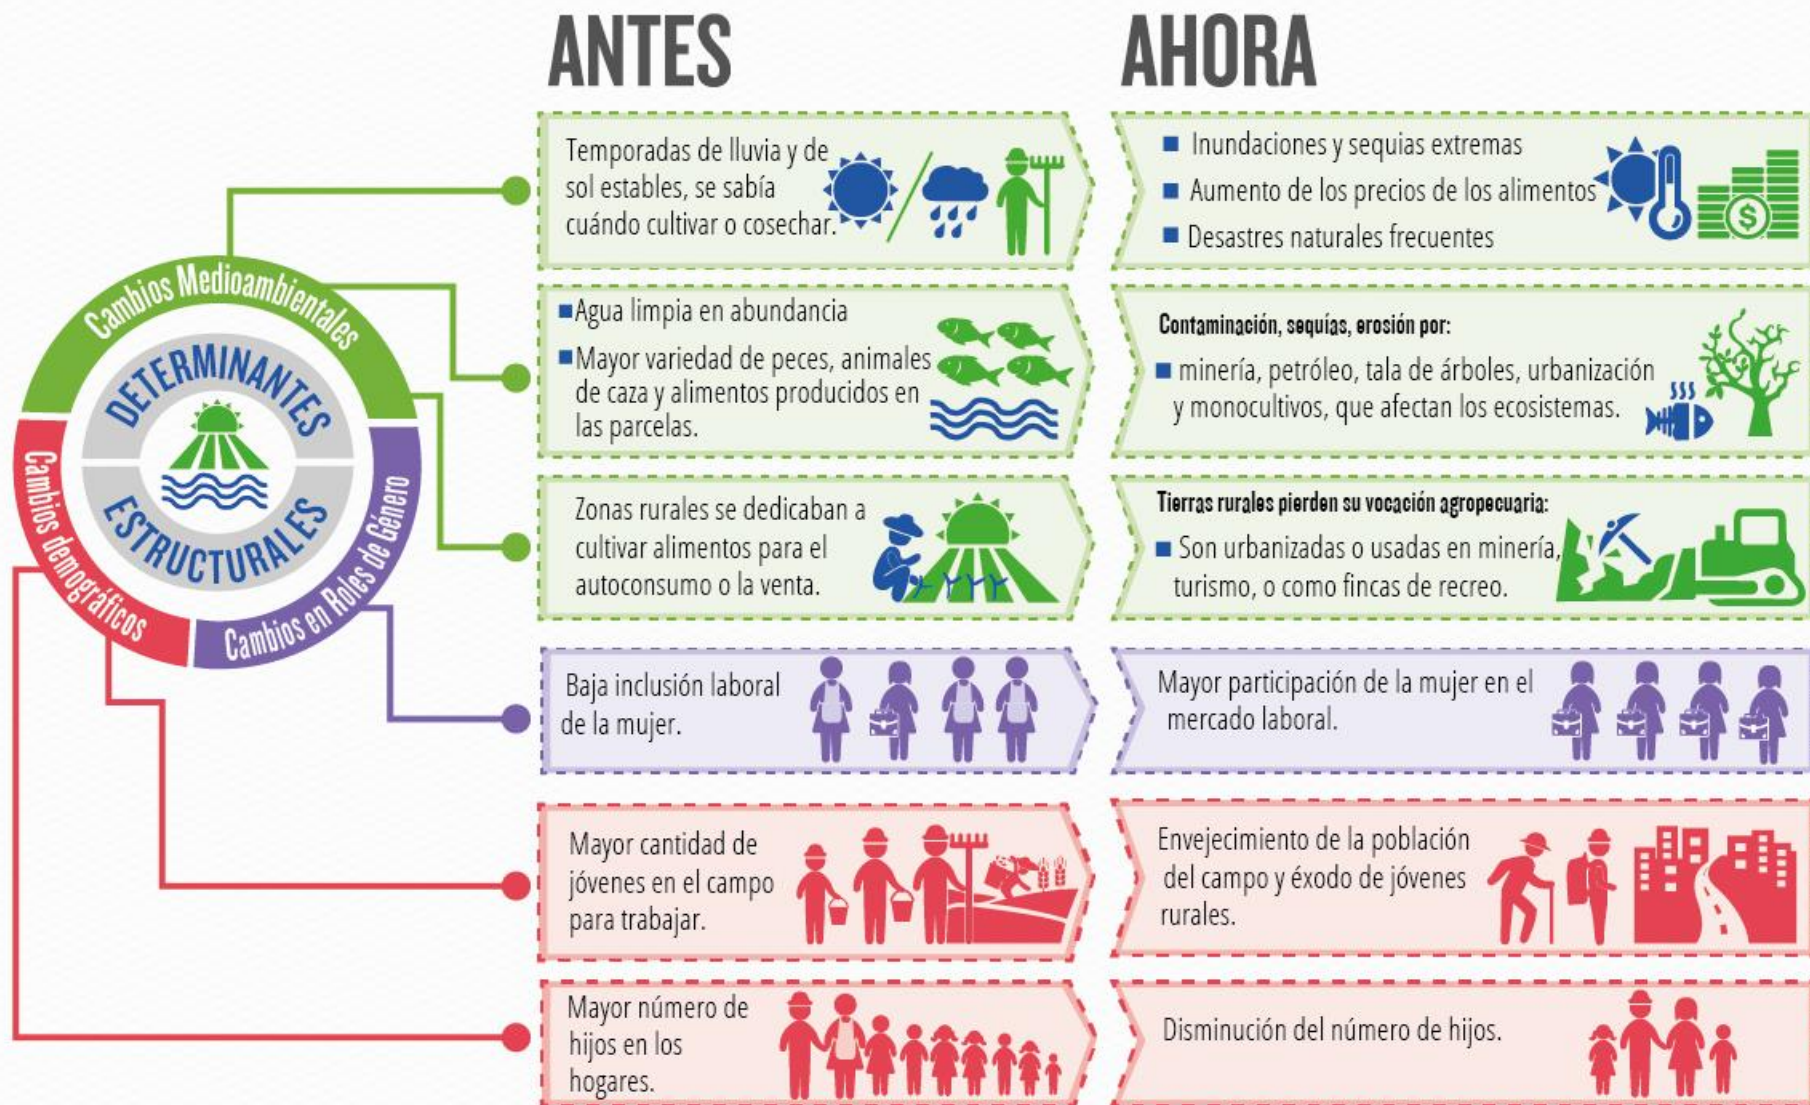 ANTES
AHORA
Cambios Medioambientales
DETERMINANTES
ESTRUCTURALES
Cambios demográficos
Cambios en Roles de Género
Temporadas de lluvia y de
sol estables, se sabía
cuándo cultivar o cosechar.
■ Inundaciones y sequias extremas
■ Aumento de los precios de los alimentos
■ Desastres naturales frecuentes
$
■ Agua limpia en abundancia
■ Mayor variedad de peces, animales
de caza y alimentos producidos en
las parcelas.
Contaminación, sequías, erosión por:
■ minería, petróleo, tala de árboles, urbanización
y monocultivos, que afectan los ecosistemas.
Zonas rurales se dedicaban a
cultivar alimentos para el
autoconsumo o la venta.
Tierras rurales pierden su vocación agropecuaria:
■ Son urbanizadas o usadas en minería,
turismo, o como fincas de recreo.
Baja inclusión laboral
de la mujer.
Mayor participación de la mujer en el
mercado laboral.
Mayor cantidad de
jóvenes en el campo
para trabajar.
Envejecimiento de la población
del campo y éxodo de jóvenes
rurales.
Mayor número de
hijos en los
hogares.
Disminución del número de hijos.